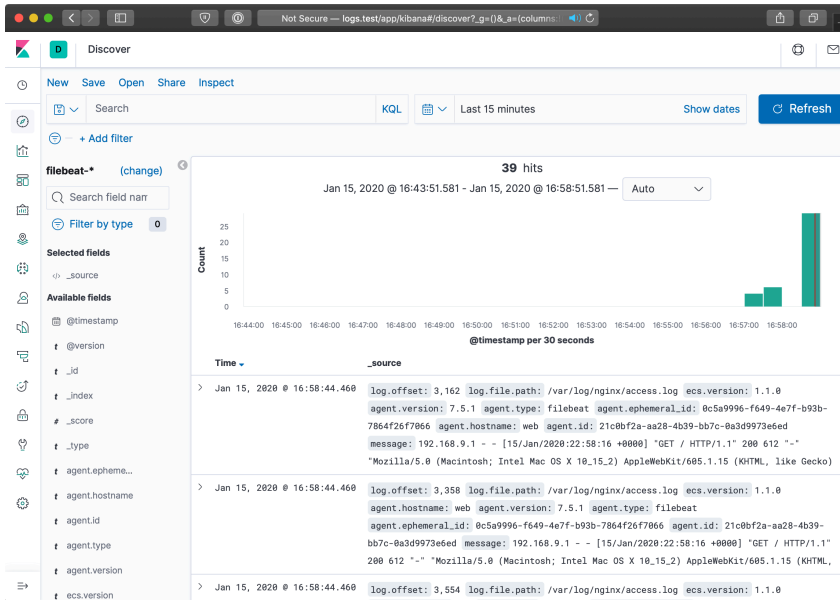 Not Secure — logs.test/app/kibana#/discover?_g=()&_a=(columns:
D Discover
New Save Open Share Inspect
Search KQL Last 15 minutes Show dates Refresh
+ Add filter
filebeat-* (change)
Search field nam
Filter by type 0
Selected fields
</> _source
Available fields
@timestamp
t @version
t _id
t _index
# _score
t _type
t agent.epheme...
t agent.hostname
t agent.id
t agent.type
t agent.version
t ecs.version
39 hits
Jan 15, 2020 @ 16:43:51.581 - Jan 15, 2020 @ 16:58:51.581 — Auto
Count
25
20
15
10
5
0
16:44:00 16:45:00 16:46:00 16:47:00 16:48:00 16:49:00 16:50:00 16:51:00 16:52:00 16:53:00 16:54:00 16:55:00 16:56:00 16:57:00 16:58:00
@timestamp per 30 seconds
Time _source
Jan 15, 2020 @ 16:58:44.460 log.offset: 3,162 log.file.path: /var/log/nginx/access.log ecs.version: 1.1.0
agent.version: 7.5.1 agent.type: filebeat agent.ephemeral_id: 0c5a9996-f649-4e7f-b93b-
7864f26f7066 agent.hostname: web agent.id: 21c0bf2a-aa28-4b39-bb7c-0a3d9973e6ed
message: 192.168.9.1 - - [15/Jan/2020:22:58:16 +0000] "GET / HTTP/1.1" 200 612 "-"
"Mozilla/5.0 (Macintosh; Intel Mac OS X 10_15_2) AppleWebKit/605.1.15 (KHTML, like Gecko)
Jan 15, 2020 @ 16:58:44.460 log.offset: 3,358 log.file.path: /var/log/nginx/access.log ecs.version: 1.1.0
agent.hostname: web agent.version: 7.5.1 agent.type: filebeat
agent.ephemeral_id: 0c5a9996-f649-4e7f-b93b-7864f26f7066 agent.id: 21c0bf2a-aa28-4b39-
bb7c-0a3d9973e6ed message: 192.168.9.1 - - [15/Jan/2020:22:58:16 +0000] "GET / HTTP/1.1"
200 612 "-" "Mozilla/5.0 (Macintosh; Intel Mac OS X 10_15_2) AppleWebKit/605.1.15 (KHTML,
Jan 15, 2020 @ 16:58:44.460 log.offset: 3,554 log.file.path: /var/log/nginx/access.log ecs.version: 1.1.0